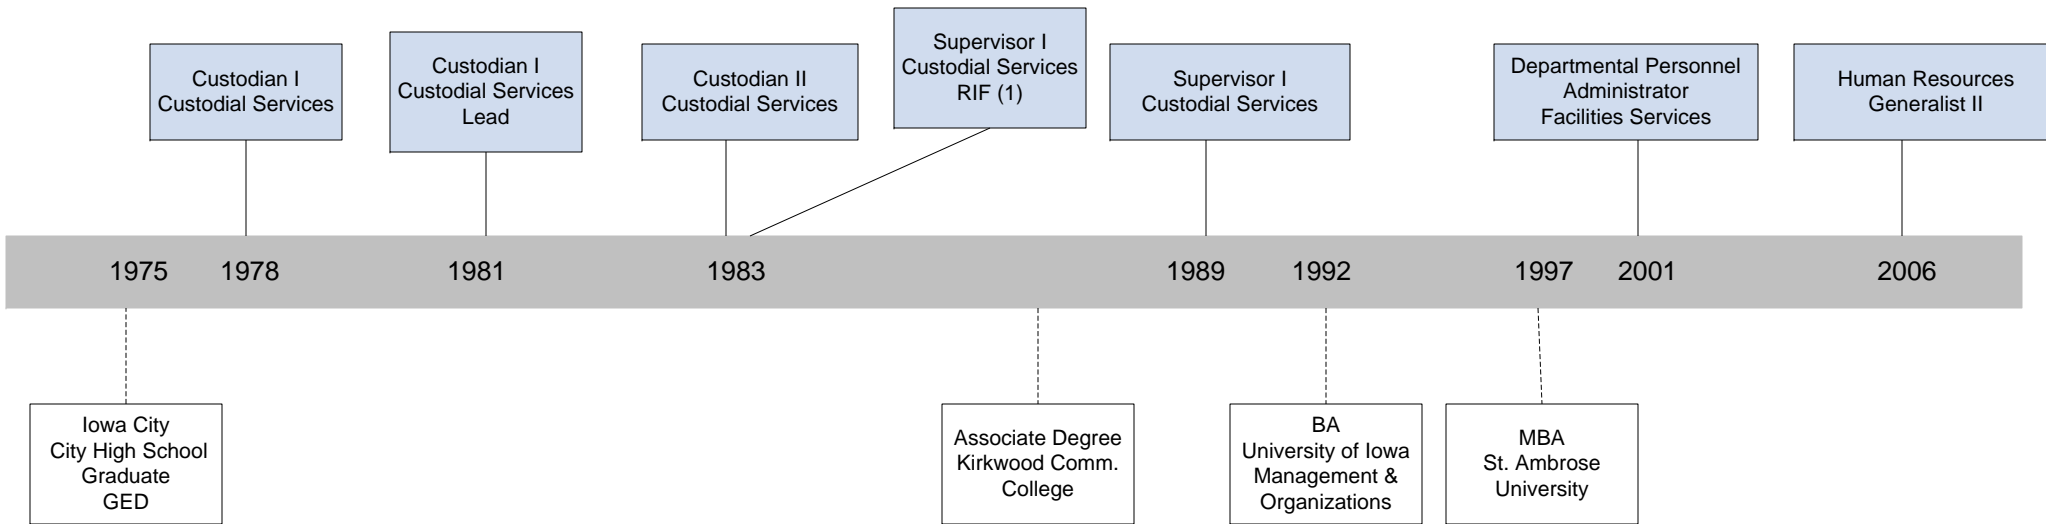 Custodian I
Custodial Services
Custodian I
Custodial Services
Lead
Custodian II
Custodial Services
Supervisor I
Custodial Services
RIF (1)
Supervisor I
Custodial Services
Departmental Personnel
Administrator
Facilities Services
Human Resources
Generalist II
1975
1978
1981
1983
1989
1992
1997
2001
2006
Iowa City
City High School
Graduate
GED
Associate Degree
Kirkwood Comm.
College
BA
University of Iowa
Management &
Organizations
MBA
St. Ambrose
University